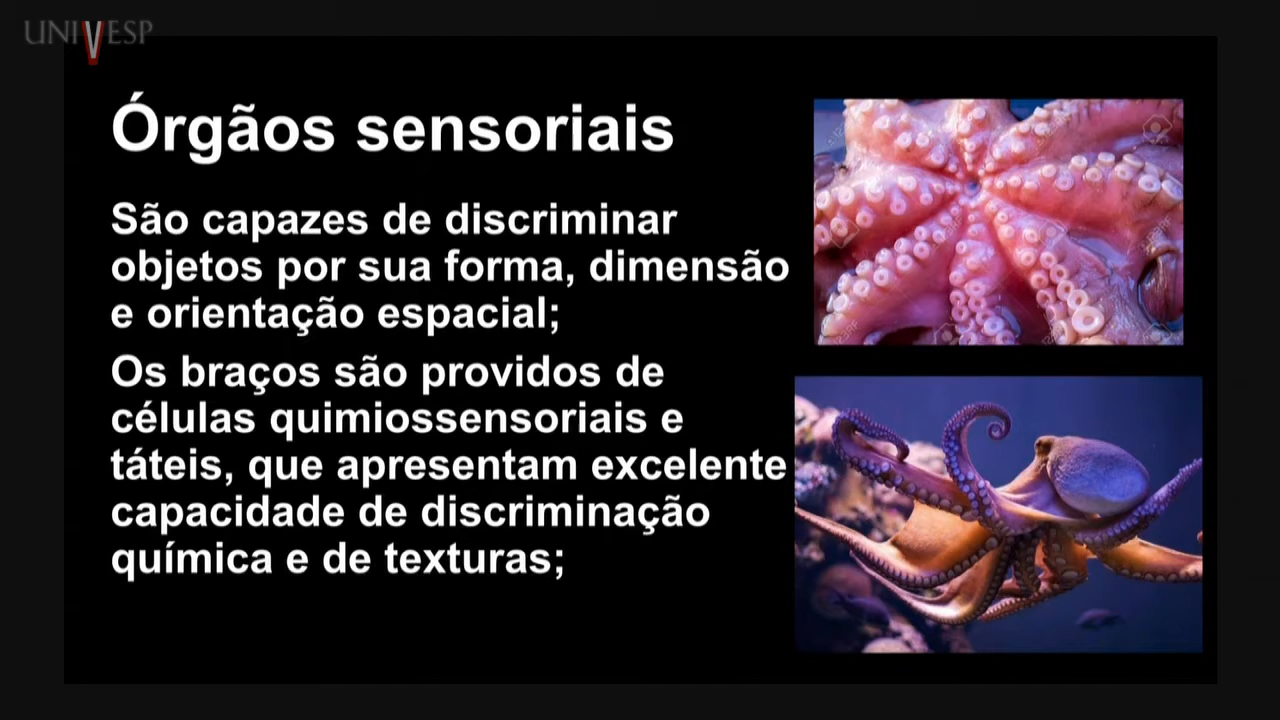 UNIVESP
Órgãos sensoriais
São capazes de discriminar
objetos por sua forma, dimensão
e orientação espacial;
Os braços são providos de
células quimiossensoriais e
táteis, que apresentam excelente
capacidade de discriminação
química e de texturas;